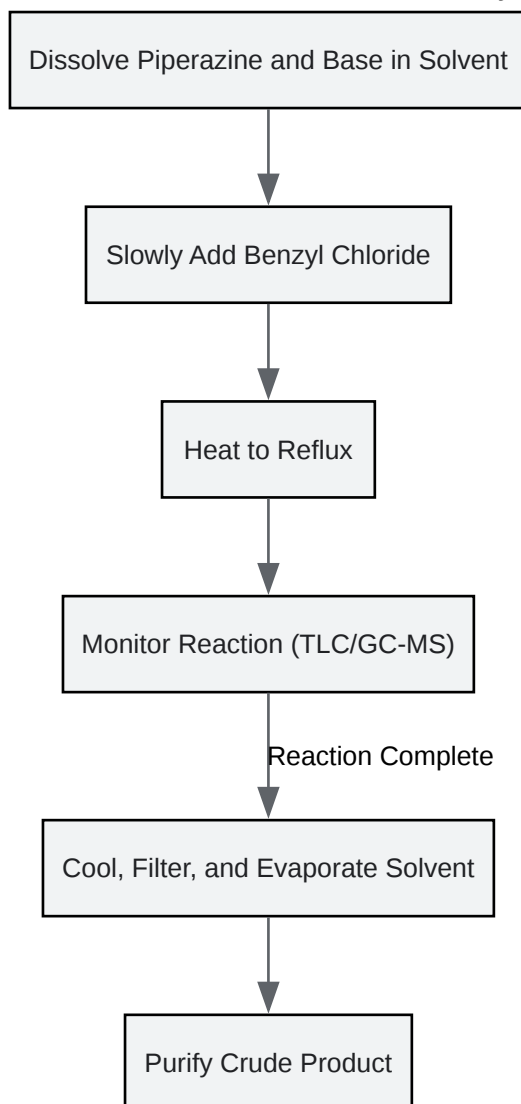 Dissolve Piperazine and Base in Solvent
Slowly Add Benzyl Chloride
Heat to Reflux
Monitor Reaction (TLC/GC-MS)
Reaction Complete
Cool, Filter, and Evaporate Solvent
Purify Crude Product